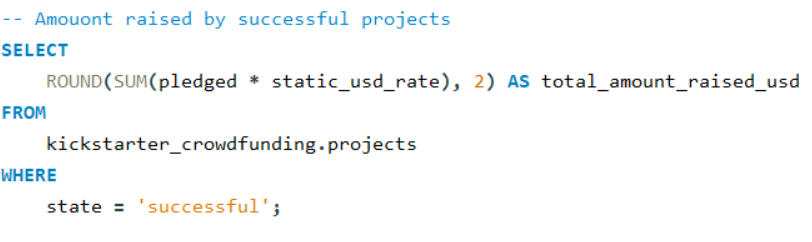 -- Amouont raised by successful projects
SELECT
ROUND(SUM(pledged * static_usd_rate), 2) AS total_amount_raised_usd
FROM
kickstarter_crowdfunding.projects
WHERE
state = 'successful';